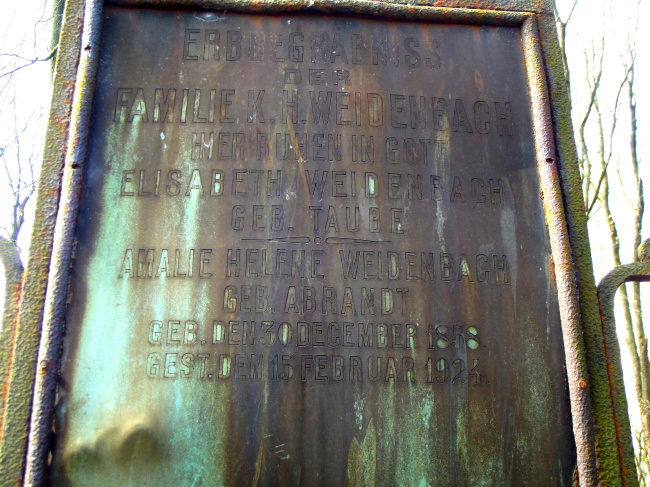 ERBBEGRÄBNISS
DER
FAMILIE K. H. WEIDENBACH
HIER RUHEN IN GOTT
ELISABETH WEIDENBACH
GEB. TAUBE
AMALIE HELENE WEIDENBACH
GEB. ABRANDT
GEB. DEN 30 DECEMBER
GEST. DEN 15 FEBRUAR 1924